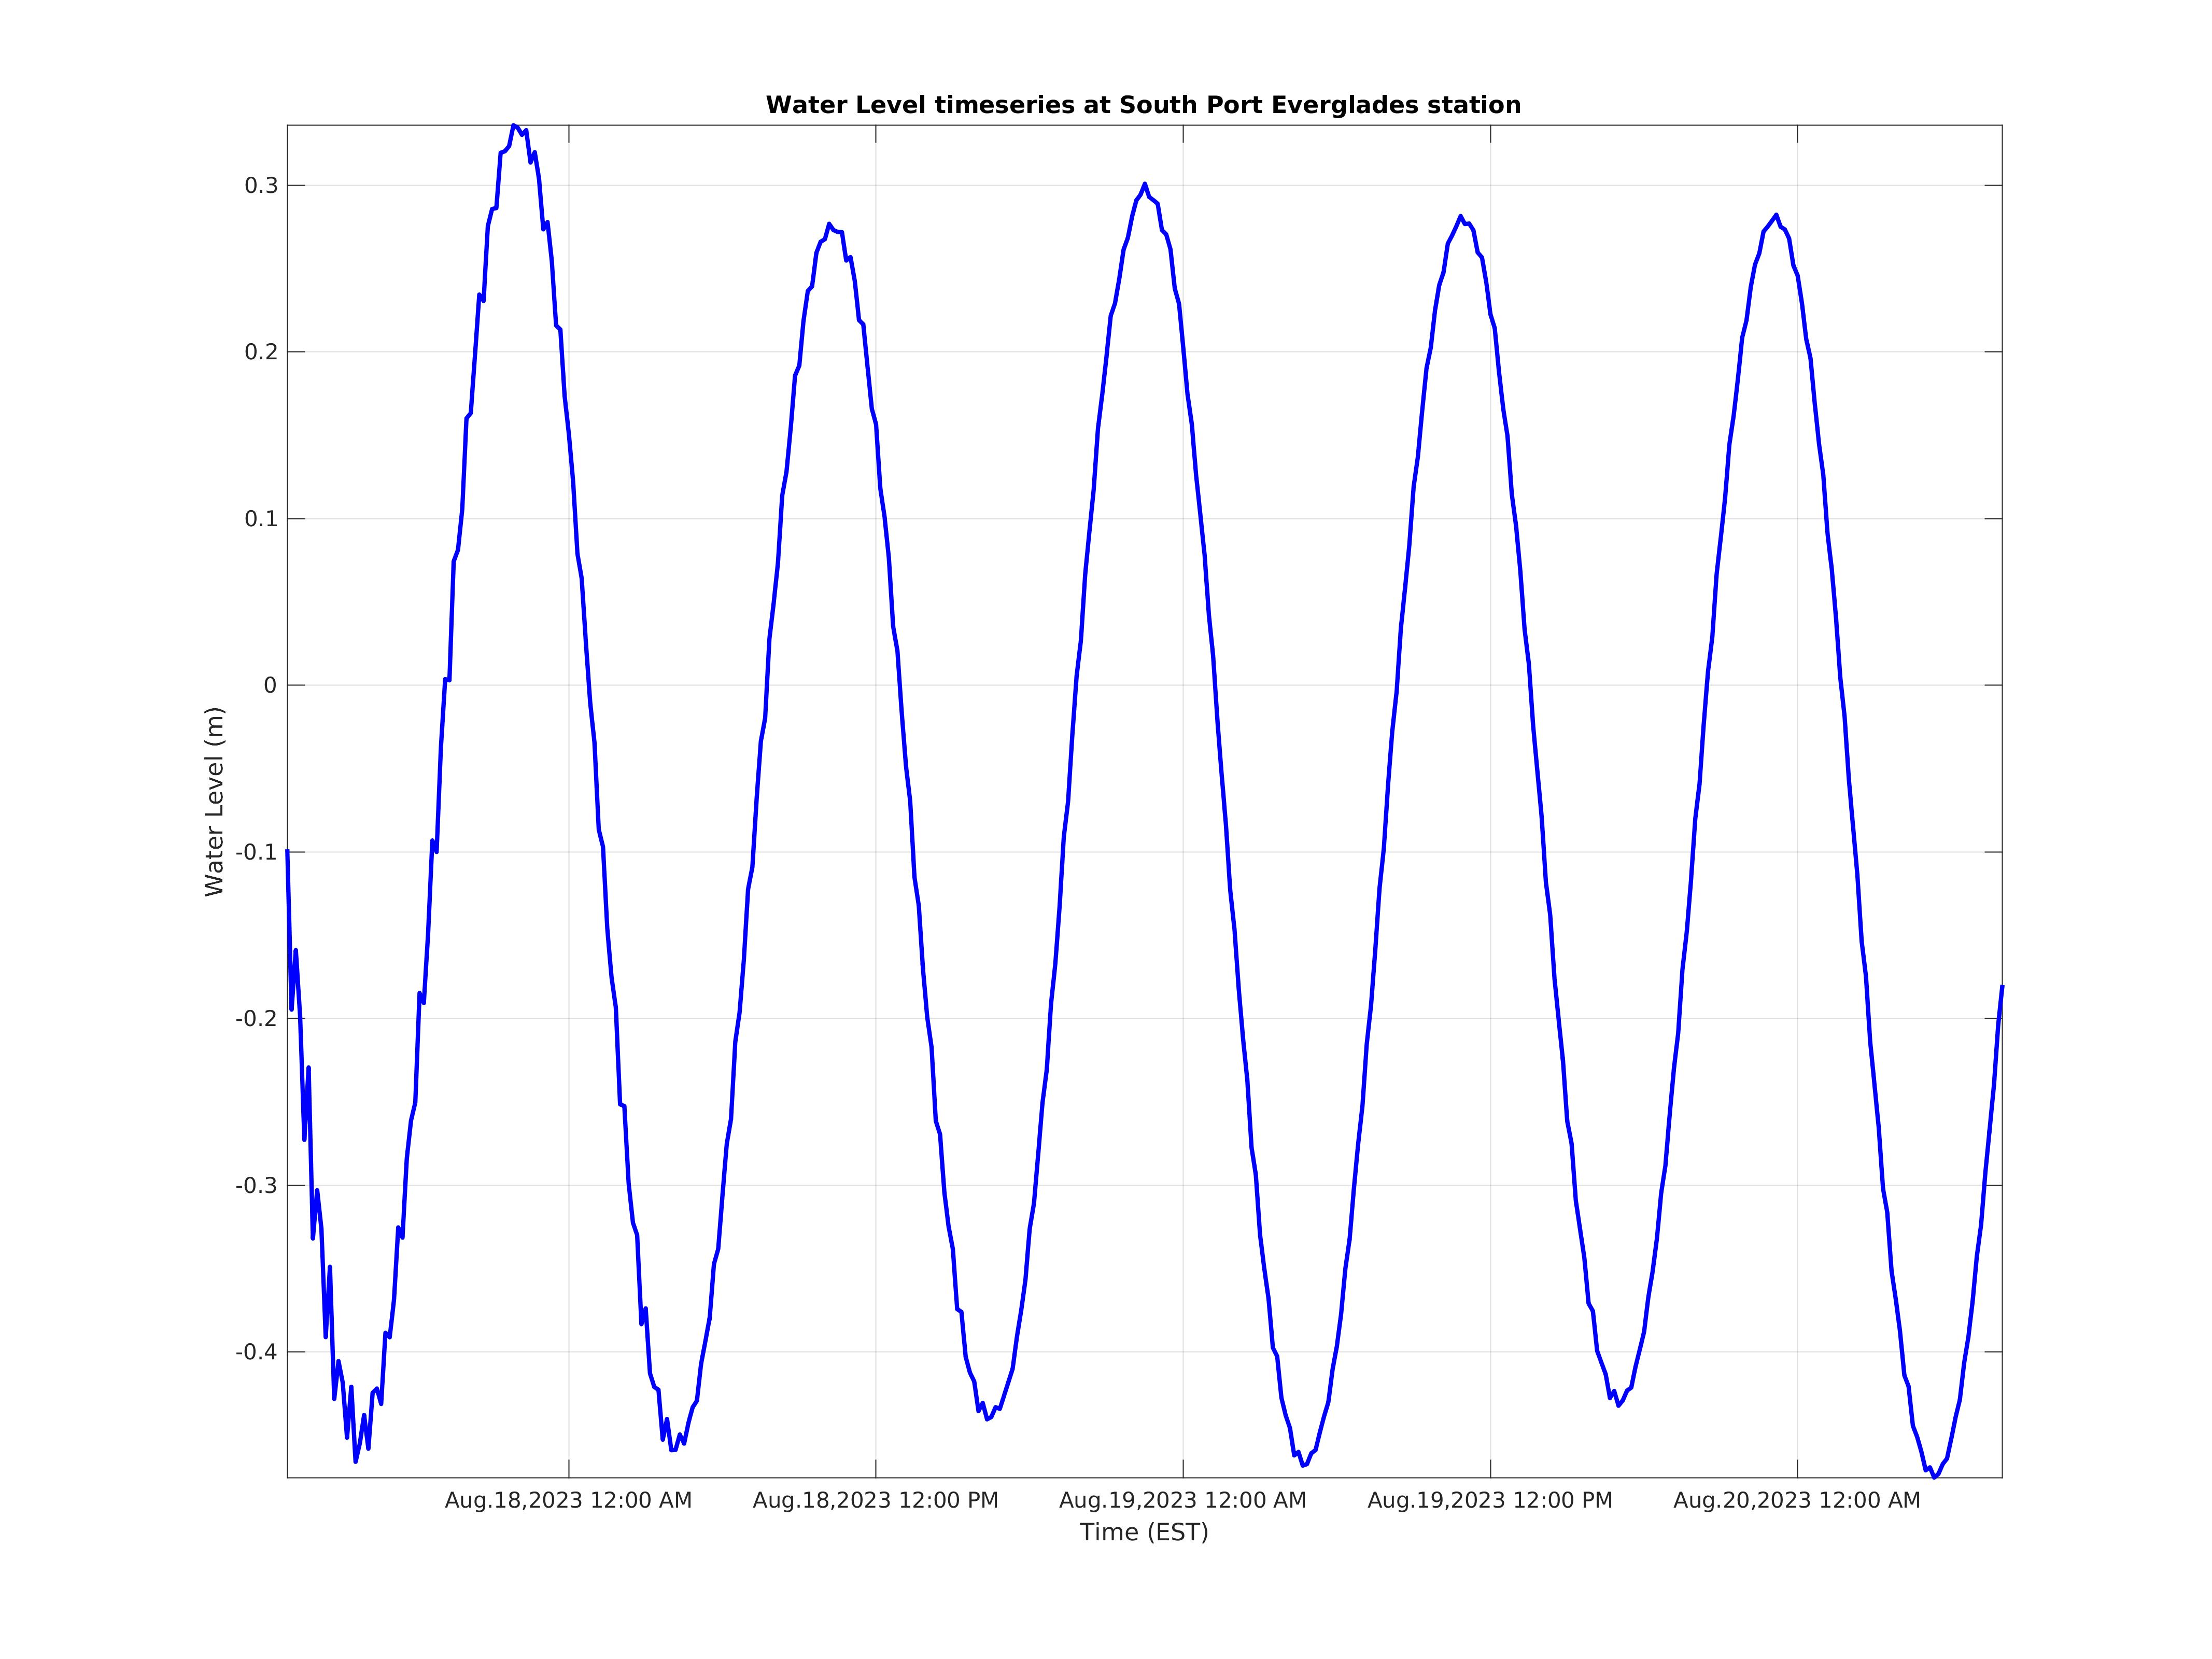 Water Level timeseries at South Port Everglades station
0.3
0.2
0.1
0
-0.1
-0.2
-0.3
-0.4
Water Level (m)
Aug.18,2023 12:00 AM
Aug.18,2023 12:00 PM
Aug.19,2023 12:00 AM
Aug.19,2023 12:00 PM
Aug.20,2023 12:00 AM
Time (EST)